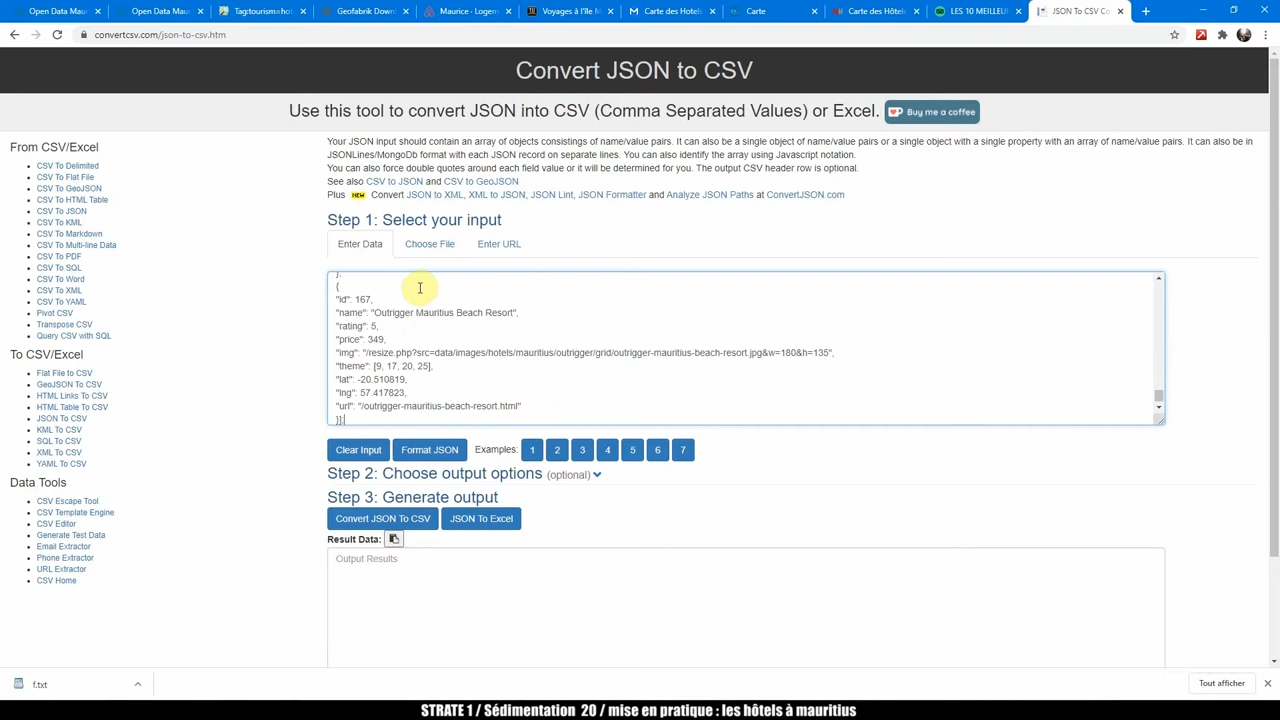 Open Data Mau
Open Data Mau
Tag:tourism=hot
Geofabrik Down
Maurice · Logem
Voyages à l'île M
Carte des Hotels
Carte
Carte des Hôtels
LES 10 MEILLEU
JSON To CSV Co
convertcsv.com/json-to-csv.htm
Convert JSON to CSV
Use this tool to convert JSON into CSV (Comma Separated Values) or Excel.
Buy me a coffee
From CSV/Excel
CSV To Delimited
CSV To Flat File
CSV To GeoJSON
CSV To HTML Table
CSV To JSON
CSV To KML
CSV To Markdown
CSV To Multi-line Data
CSV To PDF
CSV To SQL
CSV To Word
CSV To XML
CSV To YAML
Pivot CSV
Transpose CSV
Query CSV with SQL
To CSV/Excel
Flat File to CSV
GeoJSON To CSV
HTML Links To CSV
HTML Table To CSV
JSON To CSV
KML To CSV
SQL To CSV
XML To CSV
YAML To CSV
Data Tools
CSV Escape Tool
CSV Template Engine
CSV Editor
Generate Test Data
Email Extractor
Phone Extractor
URL Extractor
CSV Home
Your JSON input should contain an array of objects consistings of name/value pairs. It can also be a single object of name/value pairs or a single object with a single property with an array of name/value pairs. It can also be in
JSONLines/MongoDb format with each JSON record on separate lines. You can also identify the array using Javascript notation.
You can also force double quotes around each field value or it will be determined for you. The output CSV header row is optional.
See also CSV to JSON and CSV to GeoJSON
Plus NEW Convert JSON to XML, XML to JSON, JSON Lint, JSON Formatter and Analyze JSON Paths at ConvertJSON.com
Step 1: Select your input
Enter Data
Choose File
Enter URL
},
{
"id": 167,
"name": "Outrigger Mauritius Beach Resort",
"rating": 5,
"price": 349,
"img": "/resize.php?src=data/images/hotels/mauritius/outrigger/grid/outrigger-mauritius-beach-resort.jpg&w=180&h=135",
"theme": [9, 17, 20, 25],
"lat": -20.510819,
"lng": 57.417823,
"url": "/outrigger-mauritius-beach-resort.html"
}];
Clear Input
Format JSON
Examples:
1
2
3
4
5
6
7
Step 2: Choose output options (optional)
Step 3: Generate output
Convert JSON To CSV
JSON To Excel
Result Data:
Output Results
f.txt
Tout afficher
STRATE 1 / Sédimentation 20 / mise en pratique : les hôtels à mauritius